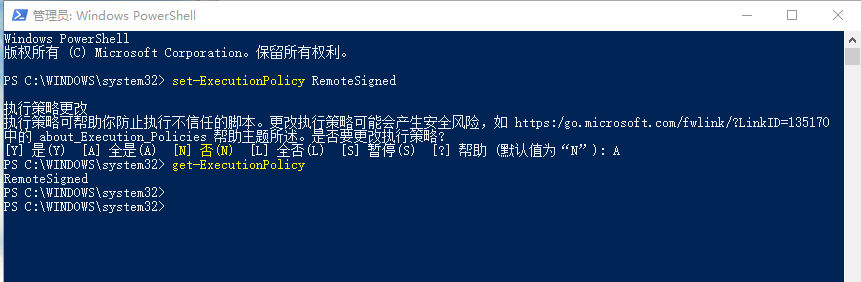 管理员: Windows PowerShell
Windows PowerShell
版权所有 (C) Microsoft Corporation。保留所有权利。
PS C:\WINDOWS\system32> set-ExecutionPolicy RemoteSigned
执行策略更改
执行策略可帮助你防止执行不信任的脚本。更改执行策略可能会产生安全风险，如 https:/go.microsoft.com/fwlink/?LinkID=135170
中的 about_Execution_Policies 帮助主题所述。是否要更改执行策略?
[Y] 是(Y)  [A] 全是(A)  [N] 否(N)  [L] 全否(L)  [S] 暂停(S)  [?] 帮助 (默认值为“N”): A
PS C:\WINDOWS\system32> get-ExecutionPolicy
RemoteSigned
PS C:\WINDOWS\system32>
PS C:\WINDOWS\system32>